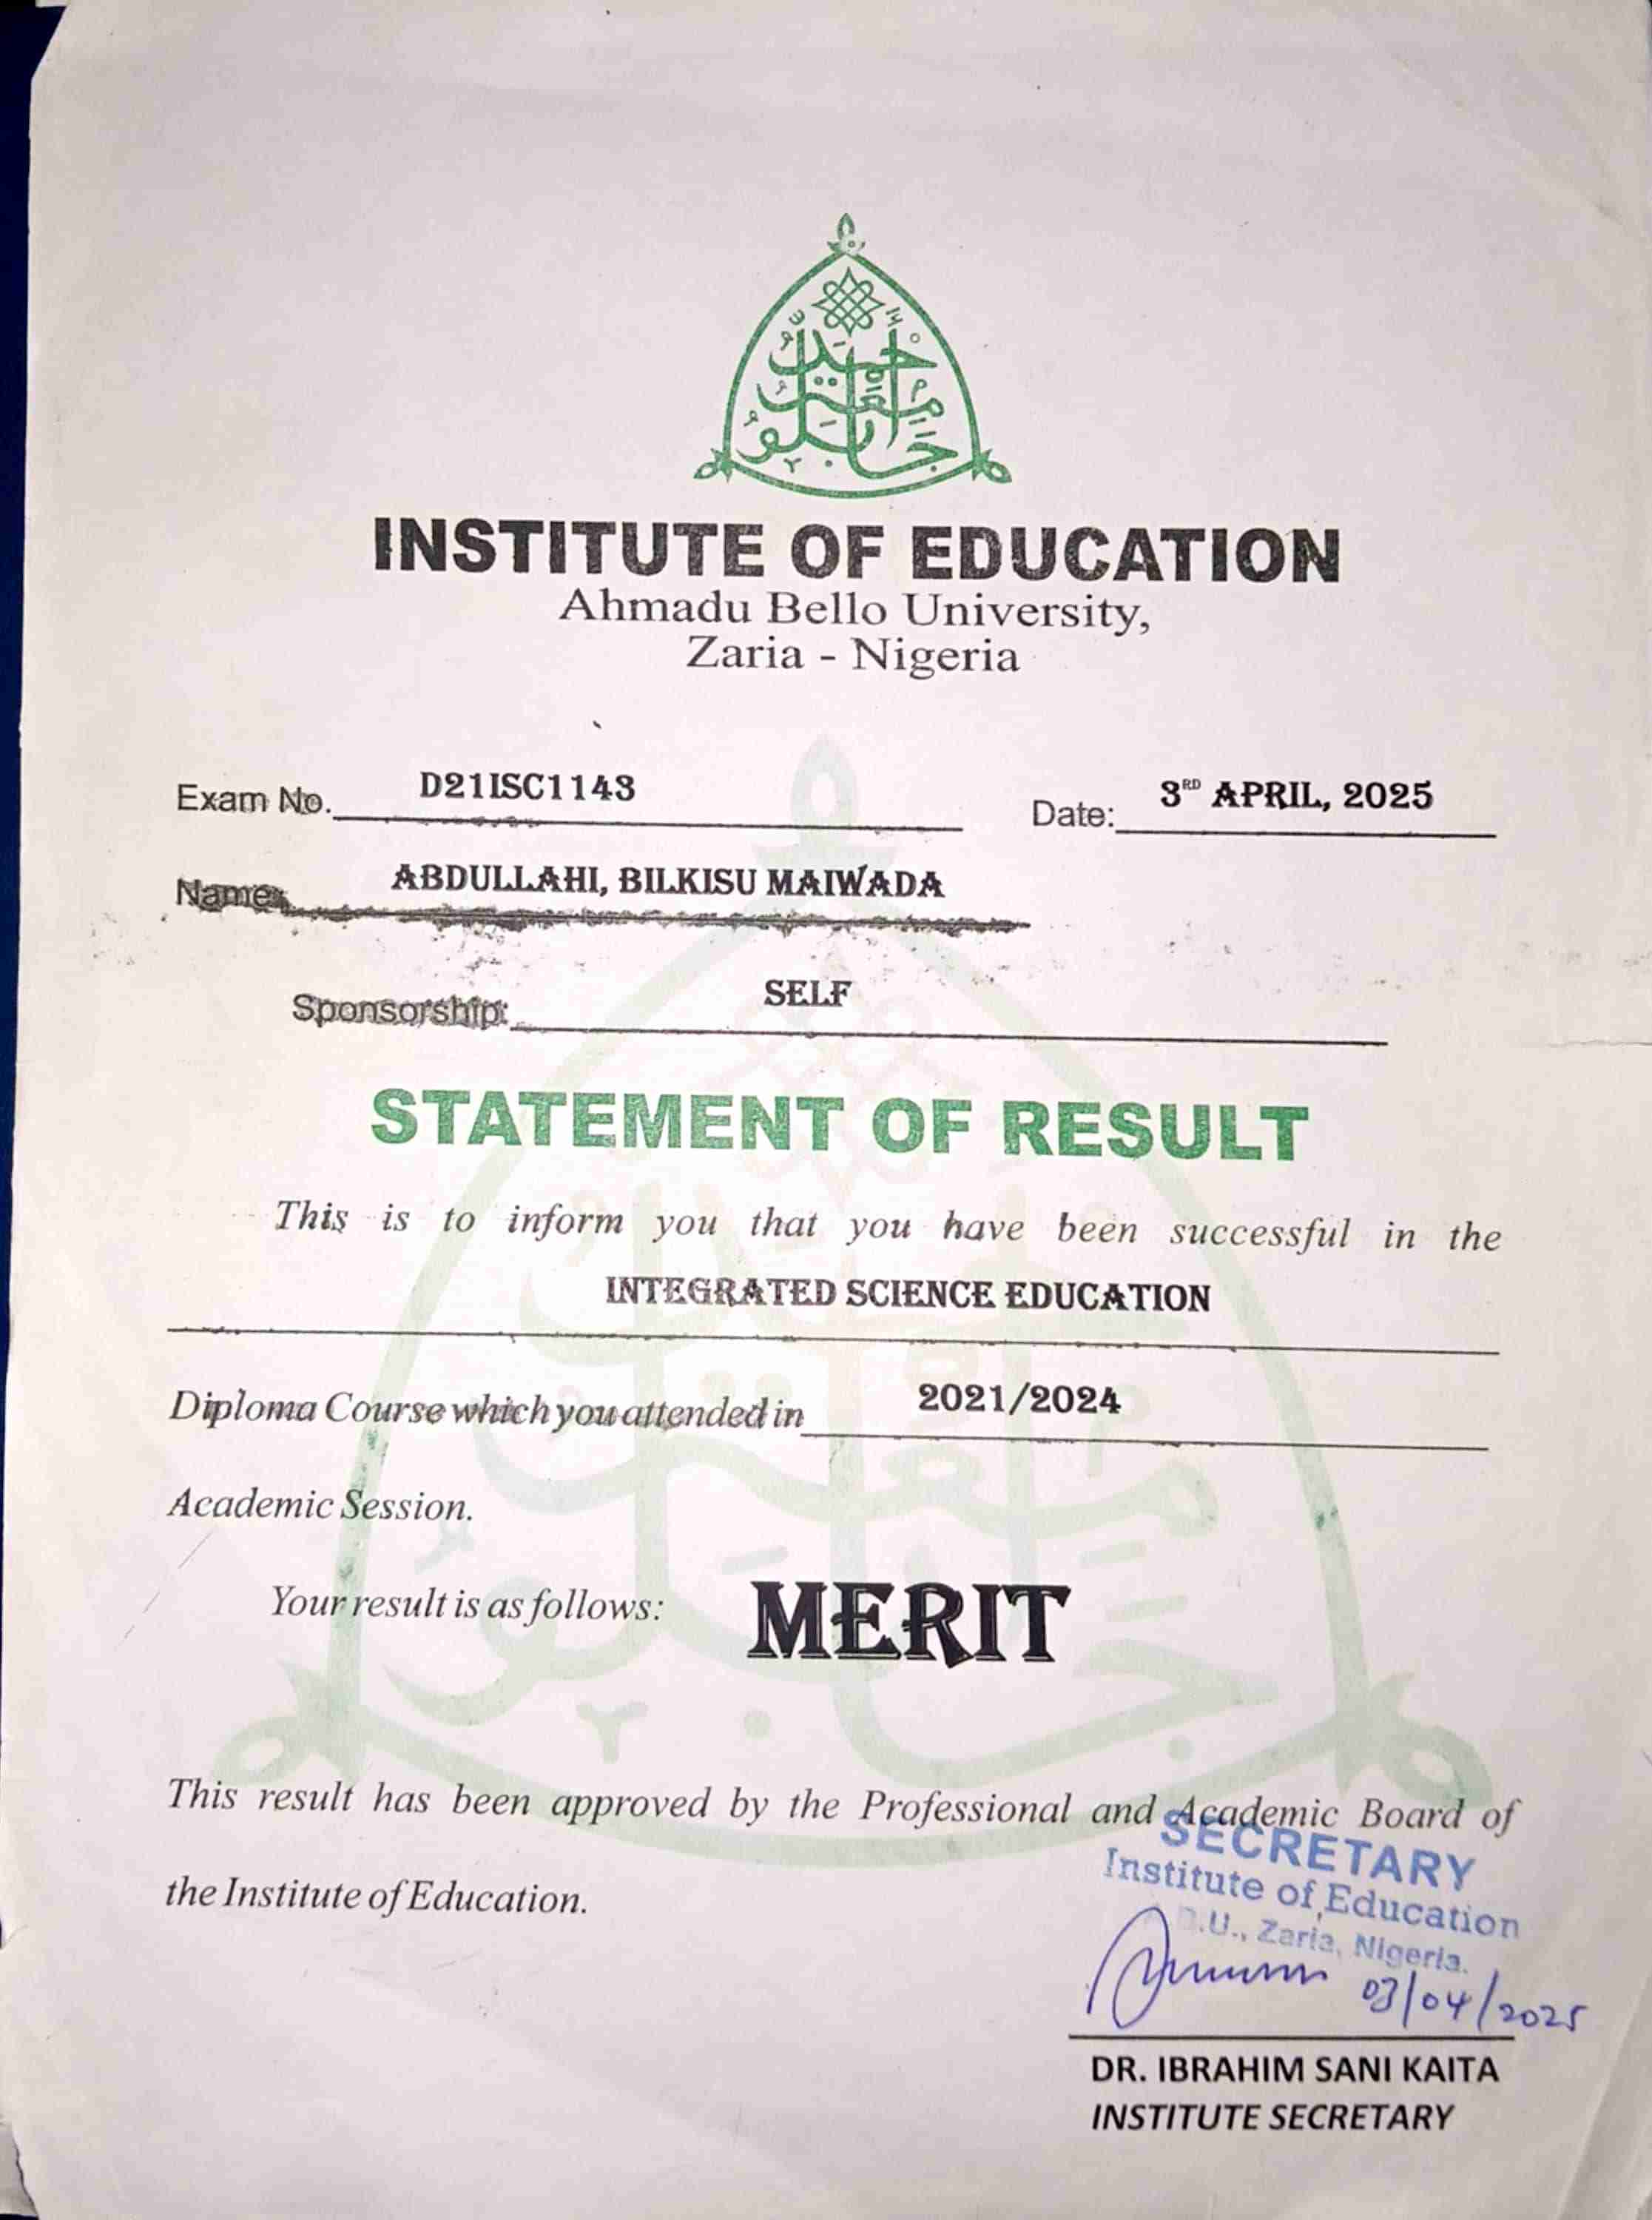 INSTITUTE OF EDUCATION
Ahmadu Bello University,
Zaria - Nigeria
Exam No. D21ISC1143 Date: 3RD APRIL, 2025
Name: ABDULLAHI, BILKISU MAIWADA
Sponsorship: SELF
STATEMENT OF RESULT
This is to inform you that you have been successful in the
INTEGRATED SCIENCE EDUCATION
Diploma Course which you attended in 2021/2024
Academic Session.
Your result is as follows: MERIT
This result has been approved by the Professional and Academic Board of
the Institute of Education.
SECRETARY
Institute of Education
.U., Zaria, Nigeria.
03/04/2025
DR. IBRAHIM SANI KAITA
INSTITUTE SECRETARY